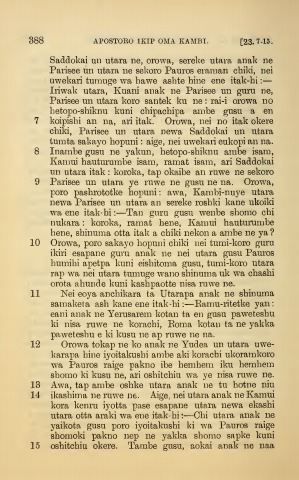 388 APOSTORO IKIP OMA KAMBI. [23. 7-15.
Saddokai un utara ne, orowa, sereke utara anak ne
Parisee un utara ne sekoro Pauros eraman chiki, nei
uwekari tumuge wa hawe ashte hine ene itak-hi:—
Iriwak utara, Kuani anak ne Parisee un guru ne,
Parisee un utara koro santek ku ne: rai-i orowa no
hetopo-shiknu kuni chipachipa ambe gusu a en
7 koipishi an na, ari itak. Orowa, nei no itak okere
chiki, Parisee un utara newa Saddokai un utara
tumta sakayo hopuni: aige, nei uwekari eukopi an na.
8 Inambe gusu ne yakun, hetopo-shiknu ambe isam,
Kamui hauturumbe isam, ramat isam, ari Saddokai
un utara itak: koroka, tap okaibe an ruwe ne sekoro
9 Parisee un utara ye ruwe ne gusu ne na. Orowa,
poro pashrototke hopuni: awa, Kambi-nuye utara
newa Parisee un utara an sereke roshki kane ukoiki
wa ene itak-bi:—Tan guru gusu wenbe shomo chi
nukara: koroka, ramat hene, Kamui hauturumbe
hene, shinuma otta itak a chiki nekon a ambe ne ya?
10 Orowa, poro sakayo hopuni chiki nei tumi-koro guru
ikiri esapane guru anak ne nei utara gusu Pauros
humihi apetpa kuni eishitoma gusu, tumi-koro utara
rap wa nei utara tumuge wano shinuma uk wa chashi
orota ahunde kuni kashpaotte nisa ruwe ne.
11 Nei eoya anchikara ta Utarapa anak ne shinuma
samaketa ash kane ene itak-hi:—Ramu-ritetke yan:
eani anak ne Yerusarem kotan ta en gusu paweteshu
ki nisa ruwe ne korachi, Roma kotan ta ne yakka
paweteshu e ki kusu ne ap ruwe ne na.
12 Orowa tokap ne ko anak ne Yudea un utara uwe-
karapa hine iyoitakushi ambe aki korachi ukoramkoro
wa Pauros raige pakno ibe hembem iku hembem
shomo ki kusu ne, ari oshitchiu wa ye nisa ruwe ne.
13 Awa, tap ambe oshke utara anak ne tu hotne niu
14 ikashima ne ruwe ne. Aige, nei utara anak ne Kamui
kora kenru iyotta pase esapane utara newa ekashi
utara otta araki wa ene itak-bi:—Chi utara anak ne
yaikota gusu poro iyoitakushi ki wa Pauros raige
shomoki pakno nep ne yakka shomo sapke kuni
15 oshitchiu okere. Tambe gusu, aokai anak ne naa